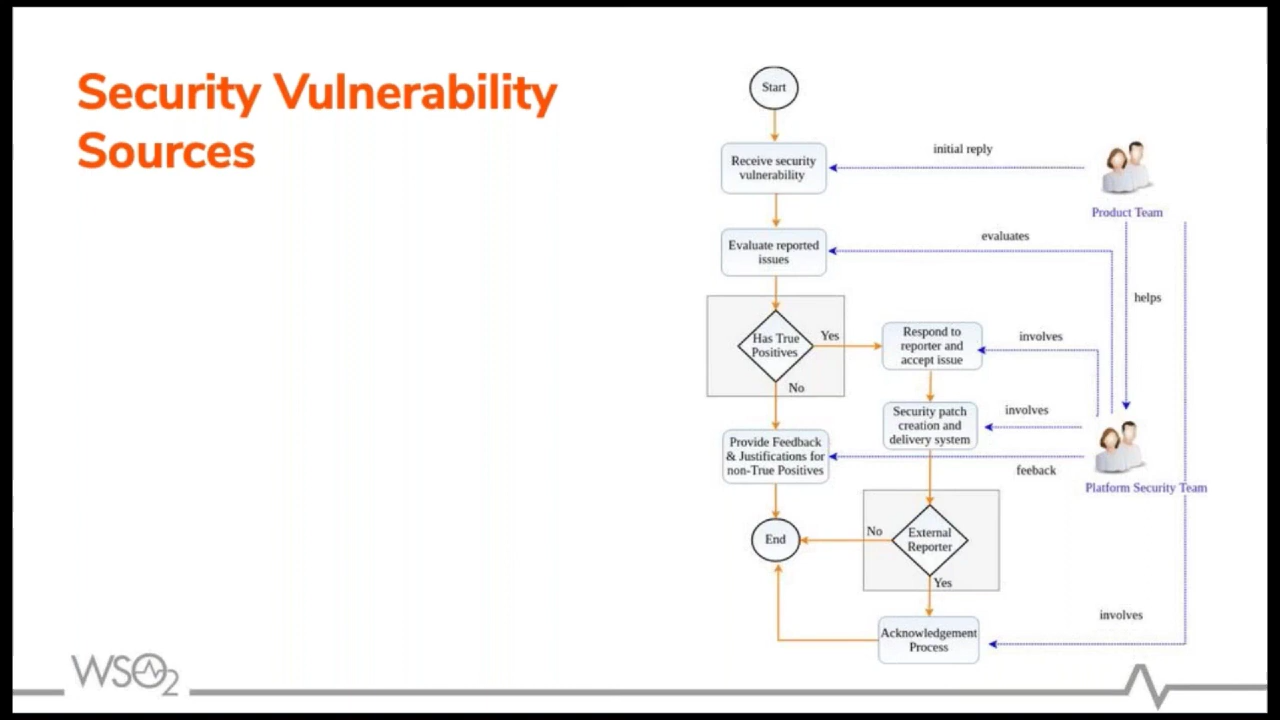 Security Vulnerability
Sources
Start
Receive security
vulnerability
initial reply
Product Team
Evaluate reported
issues
evaluates
helps
Has True
Positives
Yes
No
Respond to
reporter and
accept issue
involves
Security patch
creation and
delivery system
involves
Provide Feedback
& Justifications for
non-True Positives
feeback
Platform Security Team
End
No
External
Reporter
Yes
Acknowledgement
Process
involves
WSO2